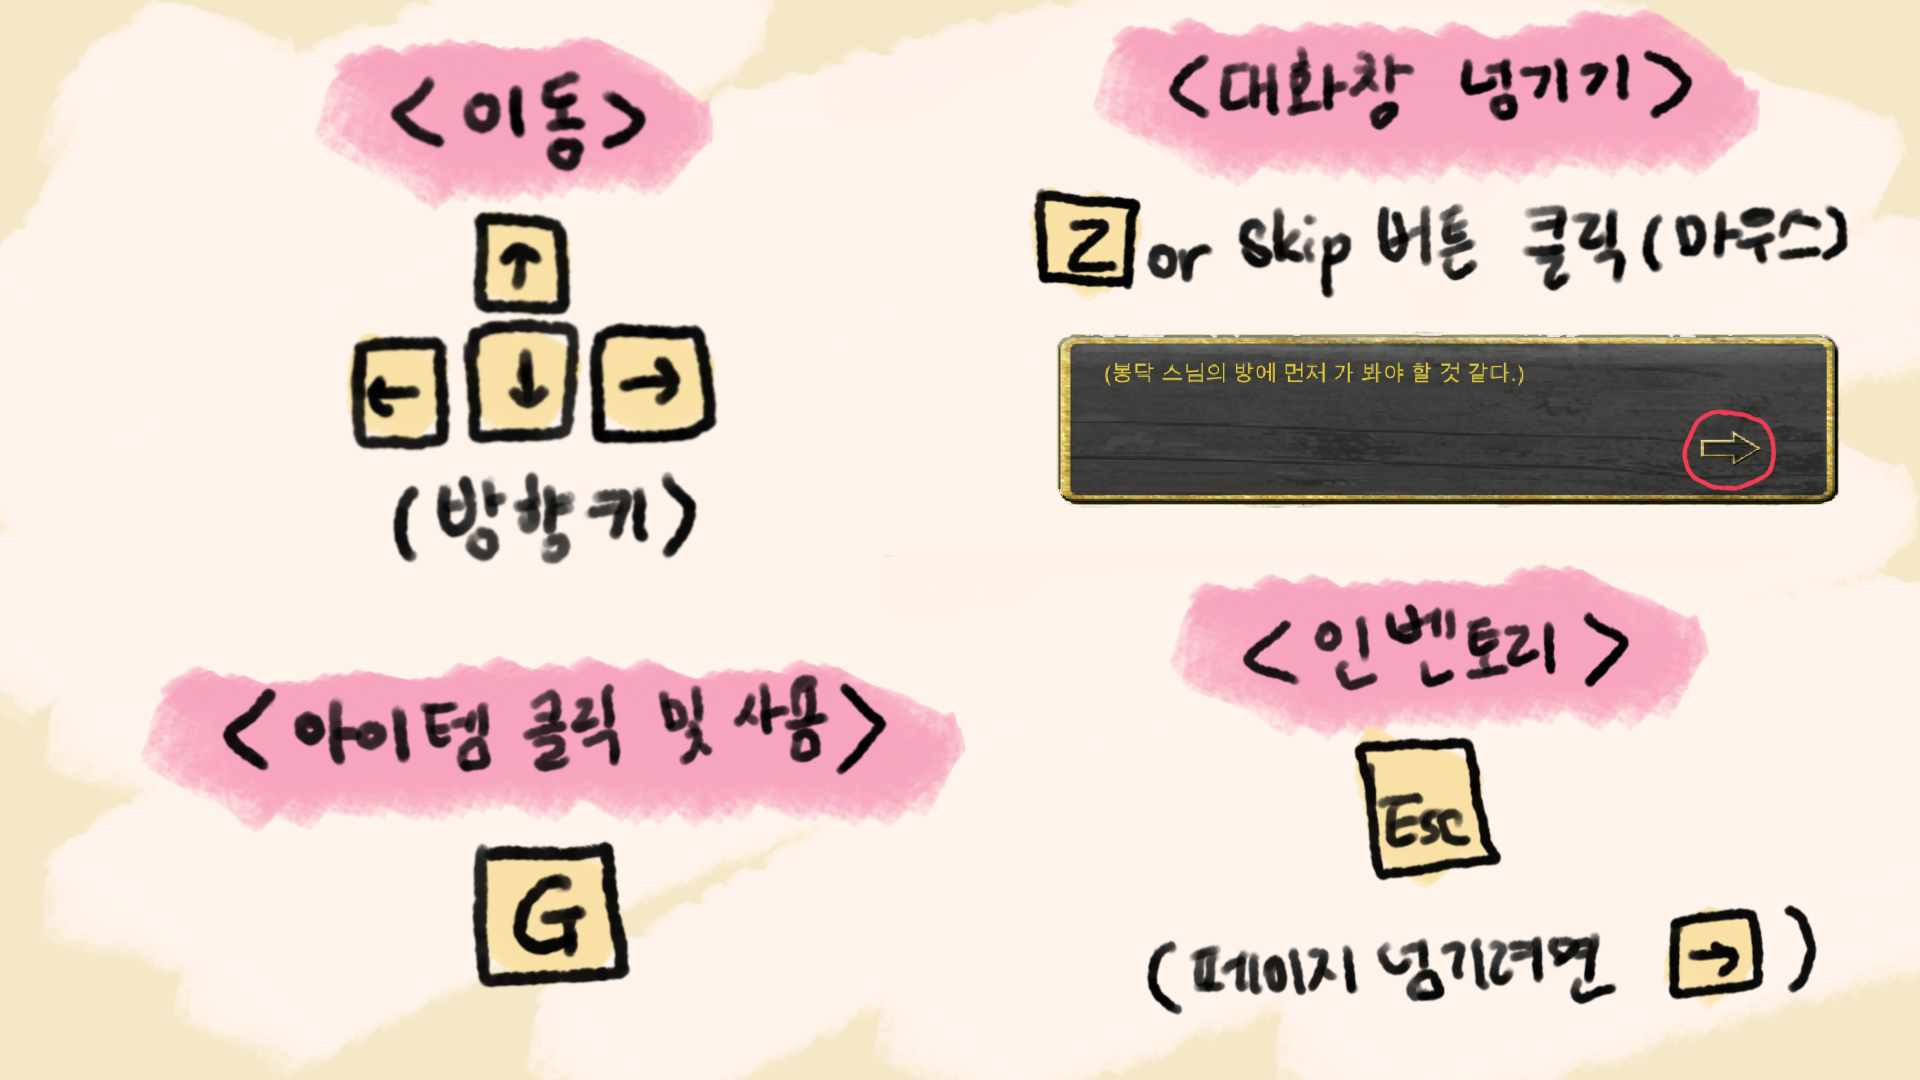 <이동>
↑
← ↓ →
(방향키)
<대화창 넘기기>
Z or Skip 버튼 클릭(마우스)
(봉닥 스님의 방에 먼저 가 봐야 할 것 같다.)
<아이템 클릭 및 사용>
G
<인벤토리>
Esc
(페이지 넘기려면 →)